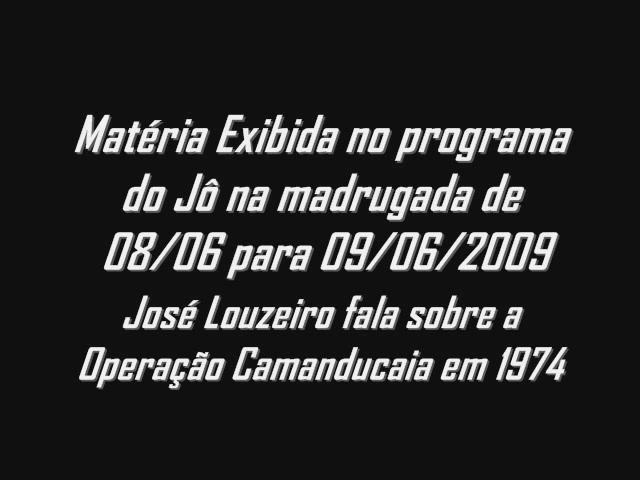 Matéria Exibida no programa
do Jô na madrugada de
08/06 para 09/06/2009
José Louzeiro fala sobre a
Operação Camanducaia em 1974